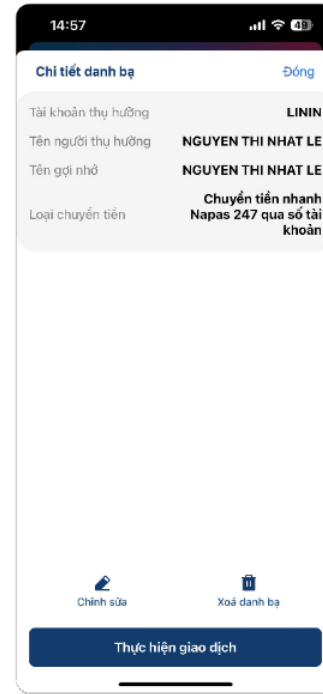 14:57
49
Chi tiết danh bạ
Đóng
Tài khoản thụ hưởng
LININ
Tên người thụ hưởng
NGUYEN THI NHAT LE
Tên gợi nhớ
NGUYEN THI NHAT LE
Loại chuyển tiền
Chuyển tiền nhanh
Napas 247 qua số tài
khoản
Chỉnh sửa
Xoá danh bạ
Thực hiện giao dịch